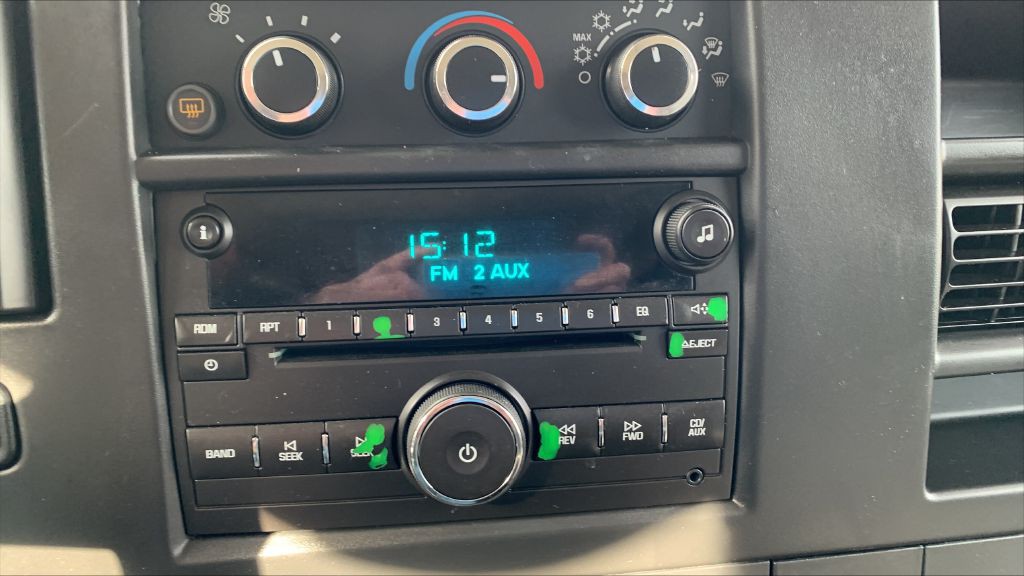 MAX
15:12
FM 2 AUX
RDM RPT 1 3 4 5 6 EQ
SEEK
REV FWD CD/
AUX
BAND SEEK